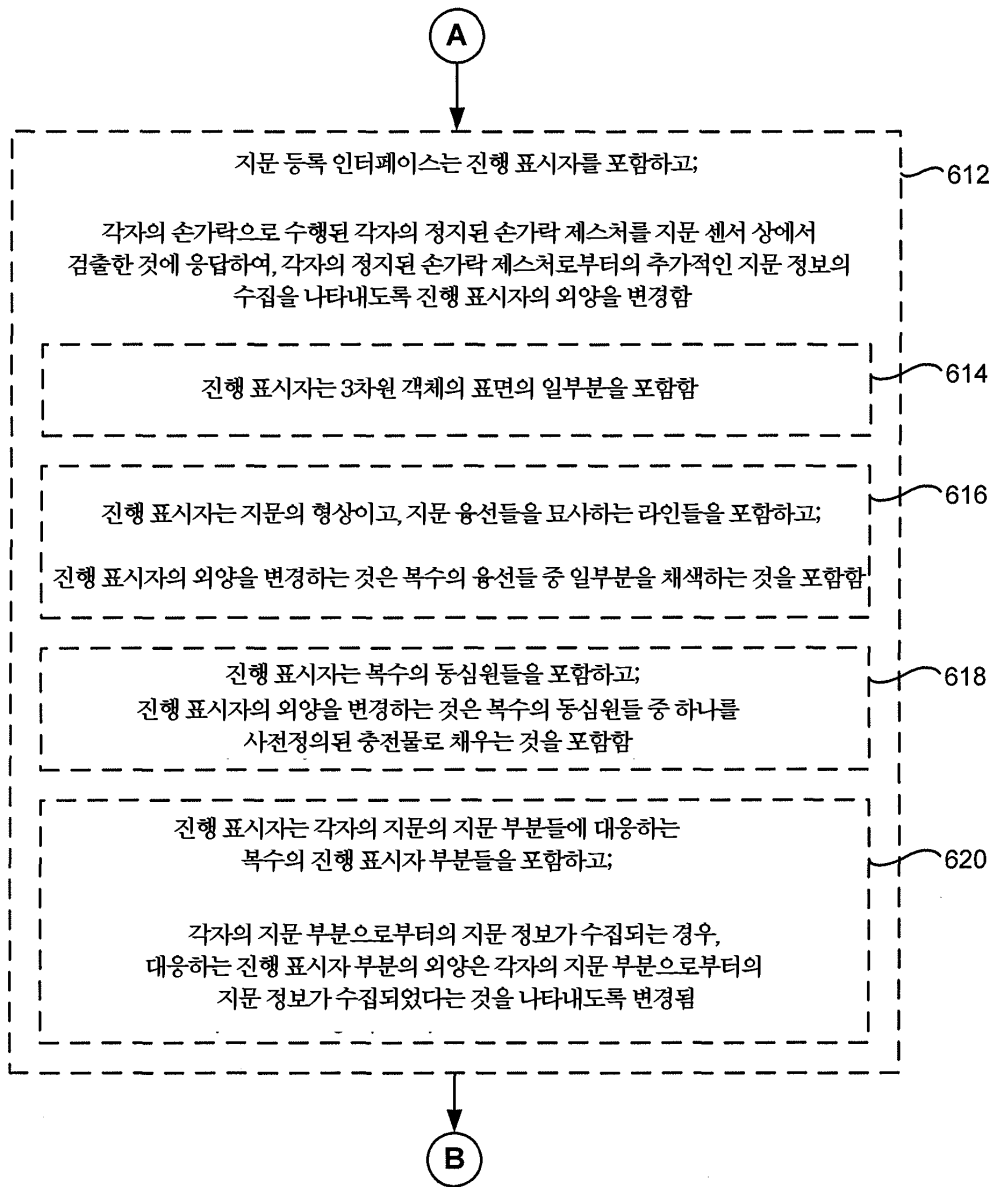 A
지문 등록 인터페이스는 진행 표시자를 포함하고;
612
각자의 손가락으로 수행된 각자의 정지된 손가락 제스처를 지문 센서 상에서
검출한 것에 응답하여, 각자의 정지된 손가락 제스처로부터의 추가적인 지문 정보의
수집을 나타내도록 진행 표시자의 외양을 변경함
614
진행 표시자는 3차원 객체의 표면의 일부분을 포함함
616
진행 표시자는 지문의 형상이고, 지문 융선들을 묘사하는 라인들을 포함하고;
진행 표시자의 외양을 변경하는 것은 복수의 융선들 중 일부분을 채색하는 것을 포함함
진행 표시자는 복수의 동심원들을 포함하고;
618
진행 표시자의 외양을 변경하는 것은 복수의 동심원들 중 하나를
사전정의된 충전물로 채우는 것을 포함함
진행 표시자는 각자의 지문의 지문 부분들에 대응하는
복수의 진행 표시자 부분들을 포함하고;
620
각자의 지문 부분으로부터의 지문 정보가 수집되는 경우,
대응하는 진행 표시자 부분의 외양은 각자의 지문 부분으로부터의
지문 정보가 수집되었다는 것을 나타내도록 변경됨
B